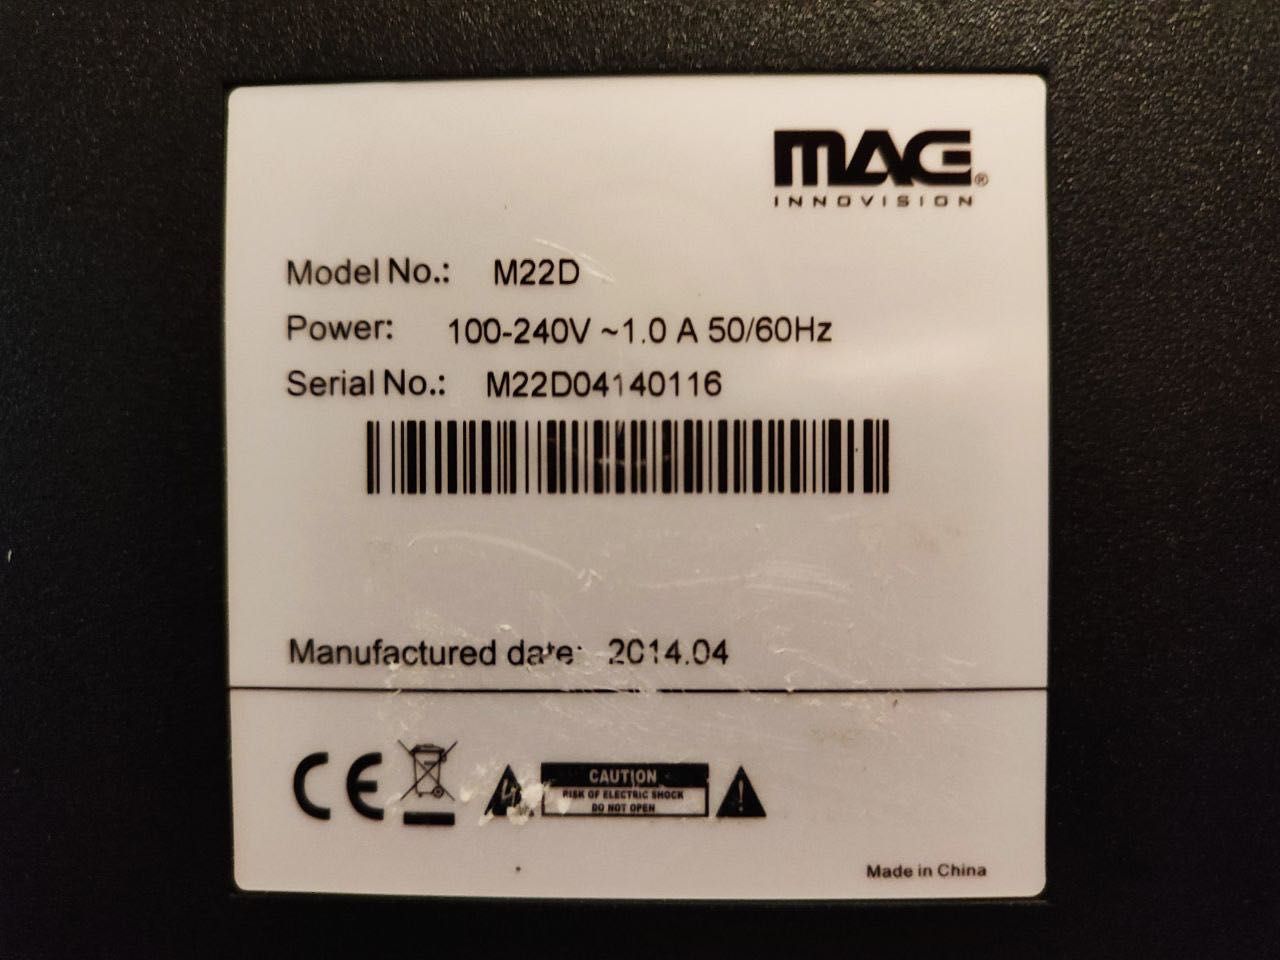 MAG®
INNOVISION
Model No.: M22D
Power: 100-240V ~1.0 A 50/60Hz
Serial No.: M22D04140116
Manufactured date: 2014.04
CE
CAUTION
RISK OF ELECTRIC SHOCK
DO NOT OPEN
!
Made in China